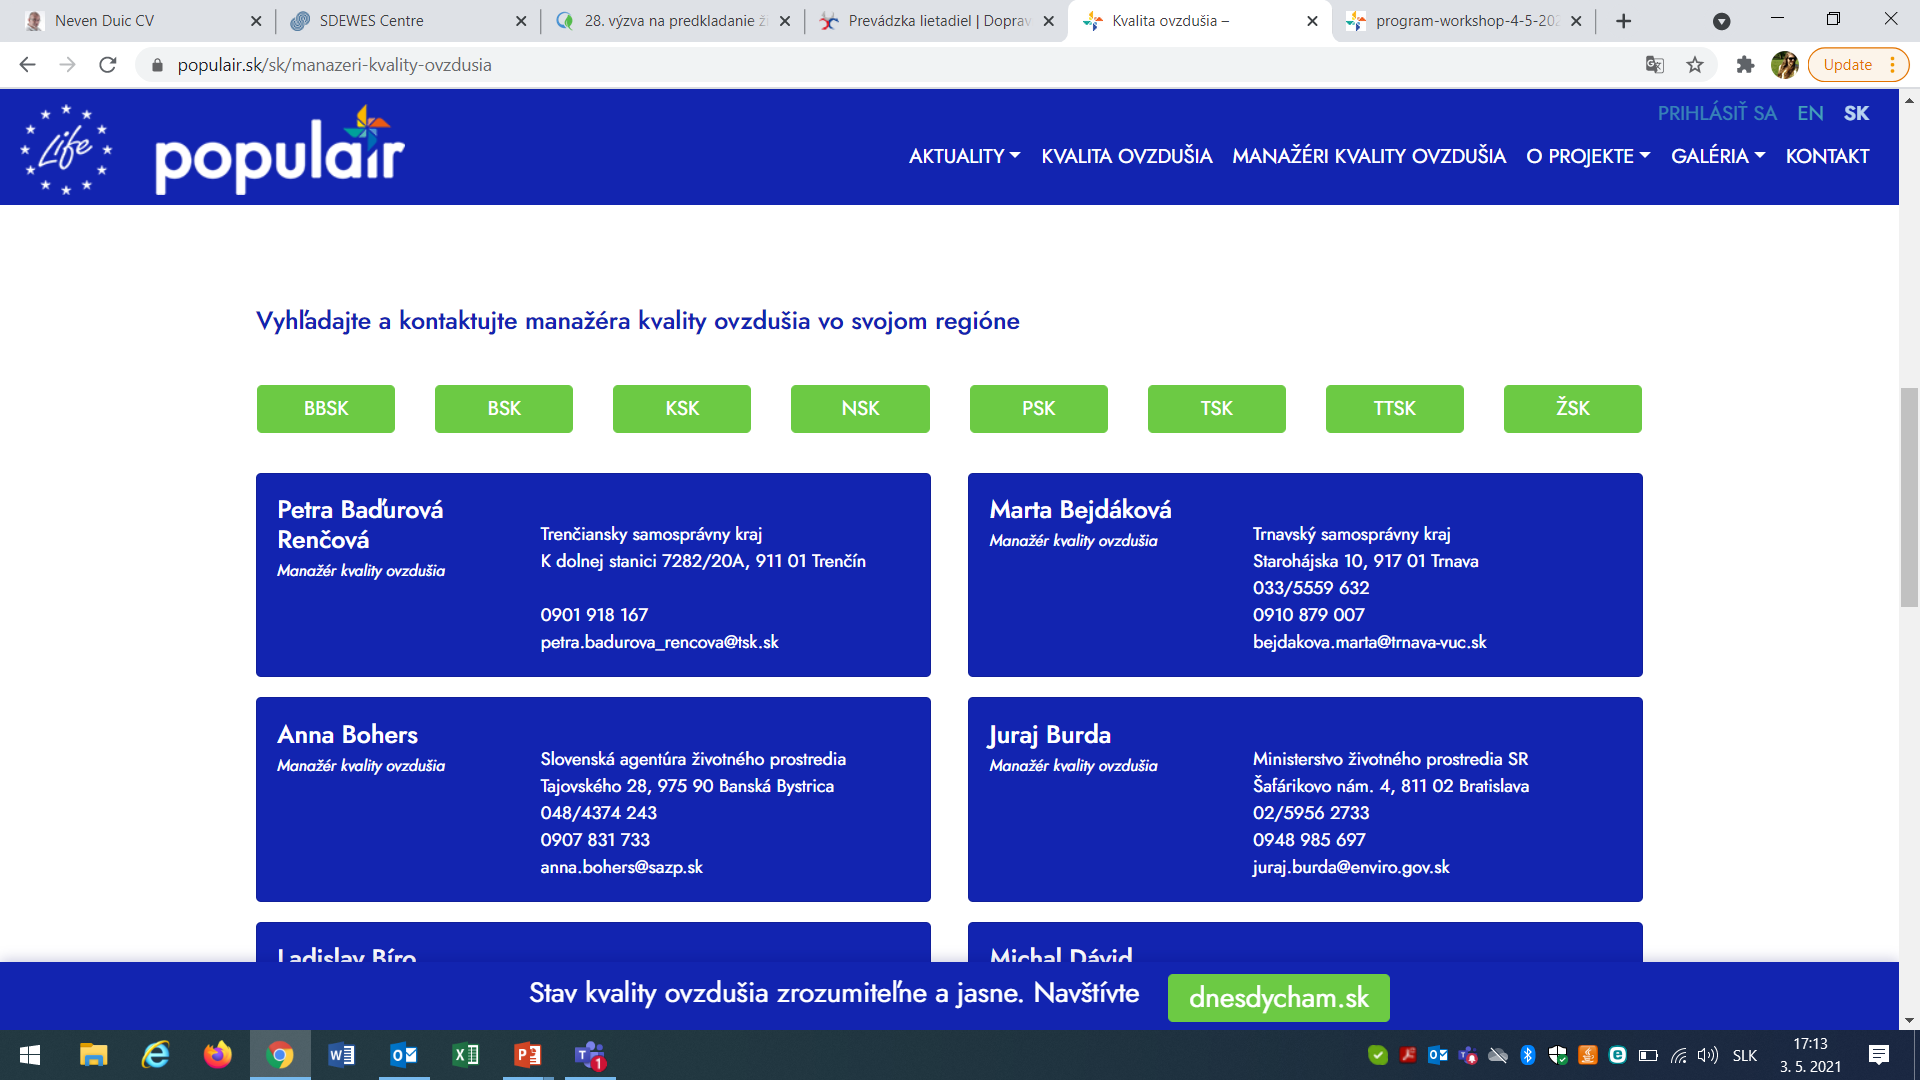 Neven Duic CV
SDEWES Centre
28. výzva na predkladanie ži
Prevádzka lietadiel | Doprav
Kvalita ovzdušia –
program-workshop-4-5-202
populair.sk/sk/manazeri-kvality-ovzdusia
Update
Life
populair
PRIHLÁSIŤ SA EN SK
AKTUALITY KVALITA OVZDUŠIA MANAŽÉRI KVALITY OVZDUŠIA O PROJEKTE GALÉRIA KONTAKT
Vyhľadajte a kontaktujte manažéra kvality ovzdušia vo svojom regióne
BBSK BSK KSK NSK PSK TSK TTSK ŽSK
Petra Baďurová
Renčová
Manažér kvality ovzdušia
Trenčiansky samosprávny kraj
K dolnej stanici 7282/20A, 911 01 Trenčín
0901 918 167
petra.badurova_rencova@tsk.sk
Marta Bejdáková
Manažér kvality ovzdušia
Trnavský samosprávny kraj
Starohájska 10, 917 01 Trnava
033/5559 632
0910 879 007
bejdakova.marta@trnava-vuc.sk
Anna Bohers
Manažér kvality ovzdušia
Slovenská agentúra životného prostredia
Tajovského 28, 975 90 Banská Bystrica
048/4374 243
0907 831 733
anna.bohers@sazp.sk
Juraj Burda
Manažér kvality ovzdušia
Ministerstvo životného prostredia SR
Šafárikovo nám. 4, 811 02 Bratislava
02/5956 2733
0948 985 697
juraj.burda@enviro.gov.sk
Ladislav Bíro
Michal Dávid
Stav kvality ovzdušia zrozumiteľne a jasne. Navštívte dnesdycham.sk
SLK
17:13
3. 5. 2021